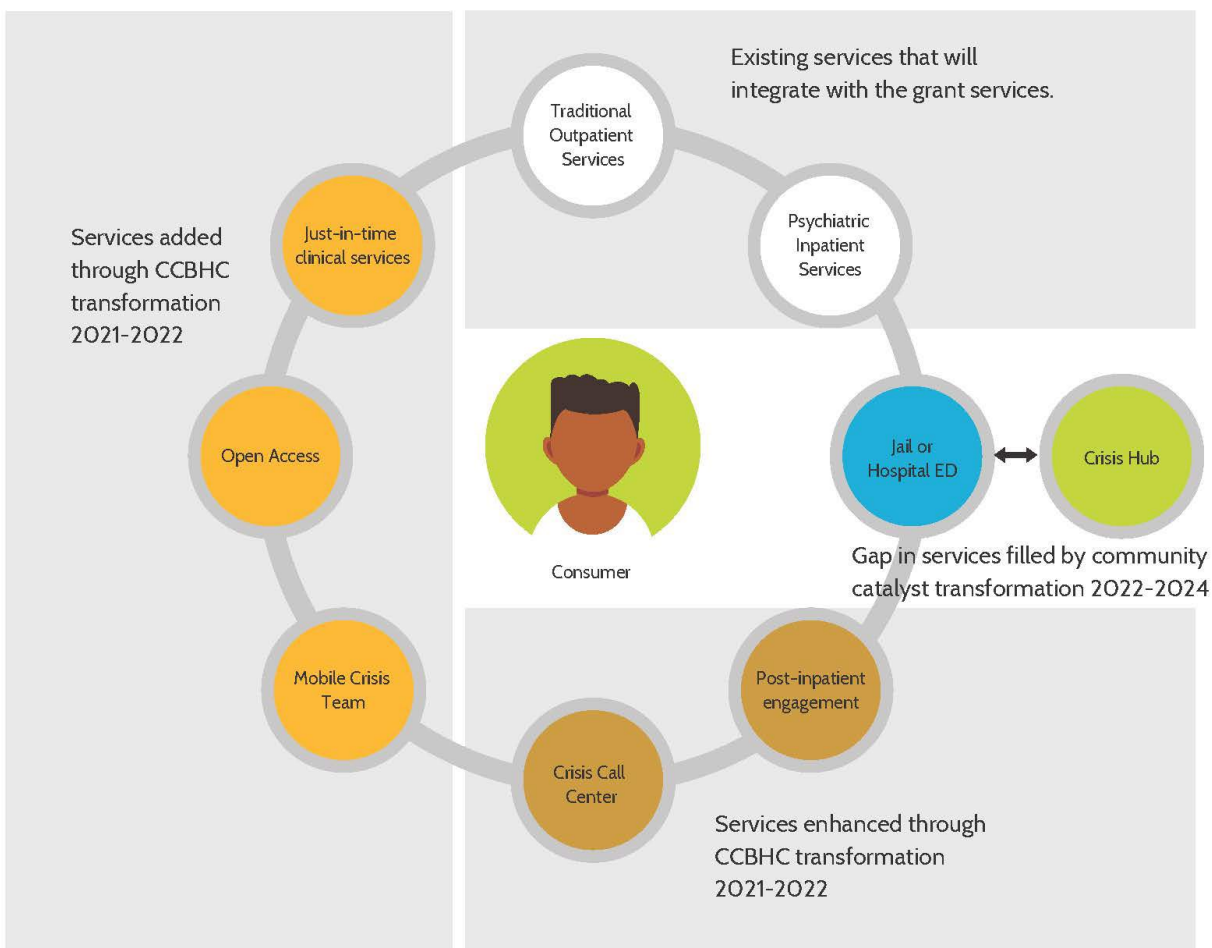 Existing services that will
integrate with the grant services.
Traditional
Outpatient
Services
Psychiatric
Inpatient
Services
Just-in-time
clinical services
Services added
through CCBHC
transformation
2021-2022
Open Access
Jail or
Hospital ED
Crisis Hub
Consumer
Gap in services filled by community
catalyst transformation 2022-2024
Mobile Crisis
Team
Post-inpatient
engagement
Crisis Call
Center
Services enhanced through
CCBHC transformation
2021-2022